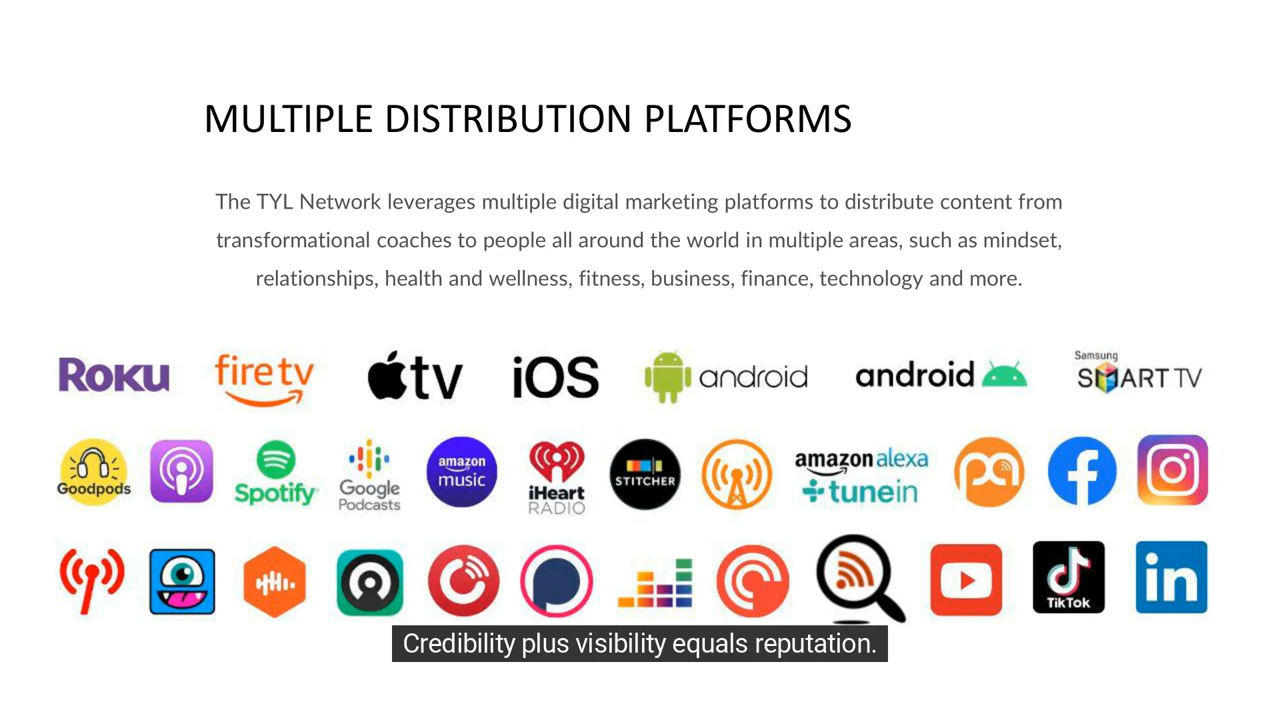 MULTIPLE DISTRIBUTION PLATFORMS
The TYL Network leverages multiple digital marketing platforms to distribute content from
transformational coaches to people all around the world in multiple areas, such as mindset,
relationships, health and wellness, fitness, business, finance, technology and more.
ROKU firetv tv iOS android android Samsung SMART TV
Goodpods Spotify Google Podcasts amazon music iHeart RADIO STITCHER amazon alexa tunein pa
TikTok in
Credibility plus visibility equals reputation.